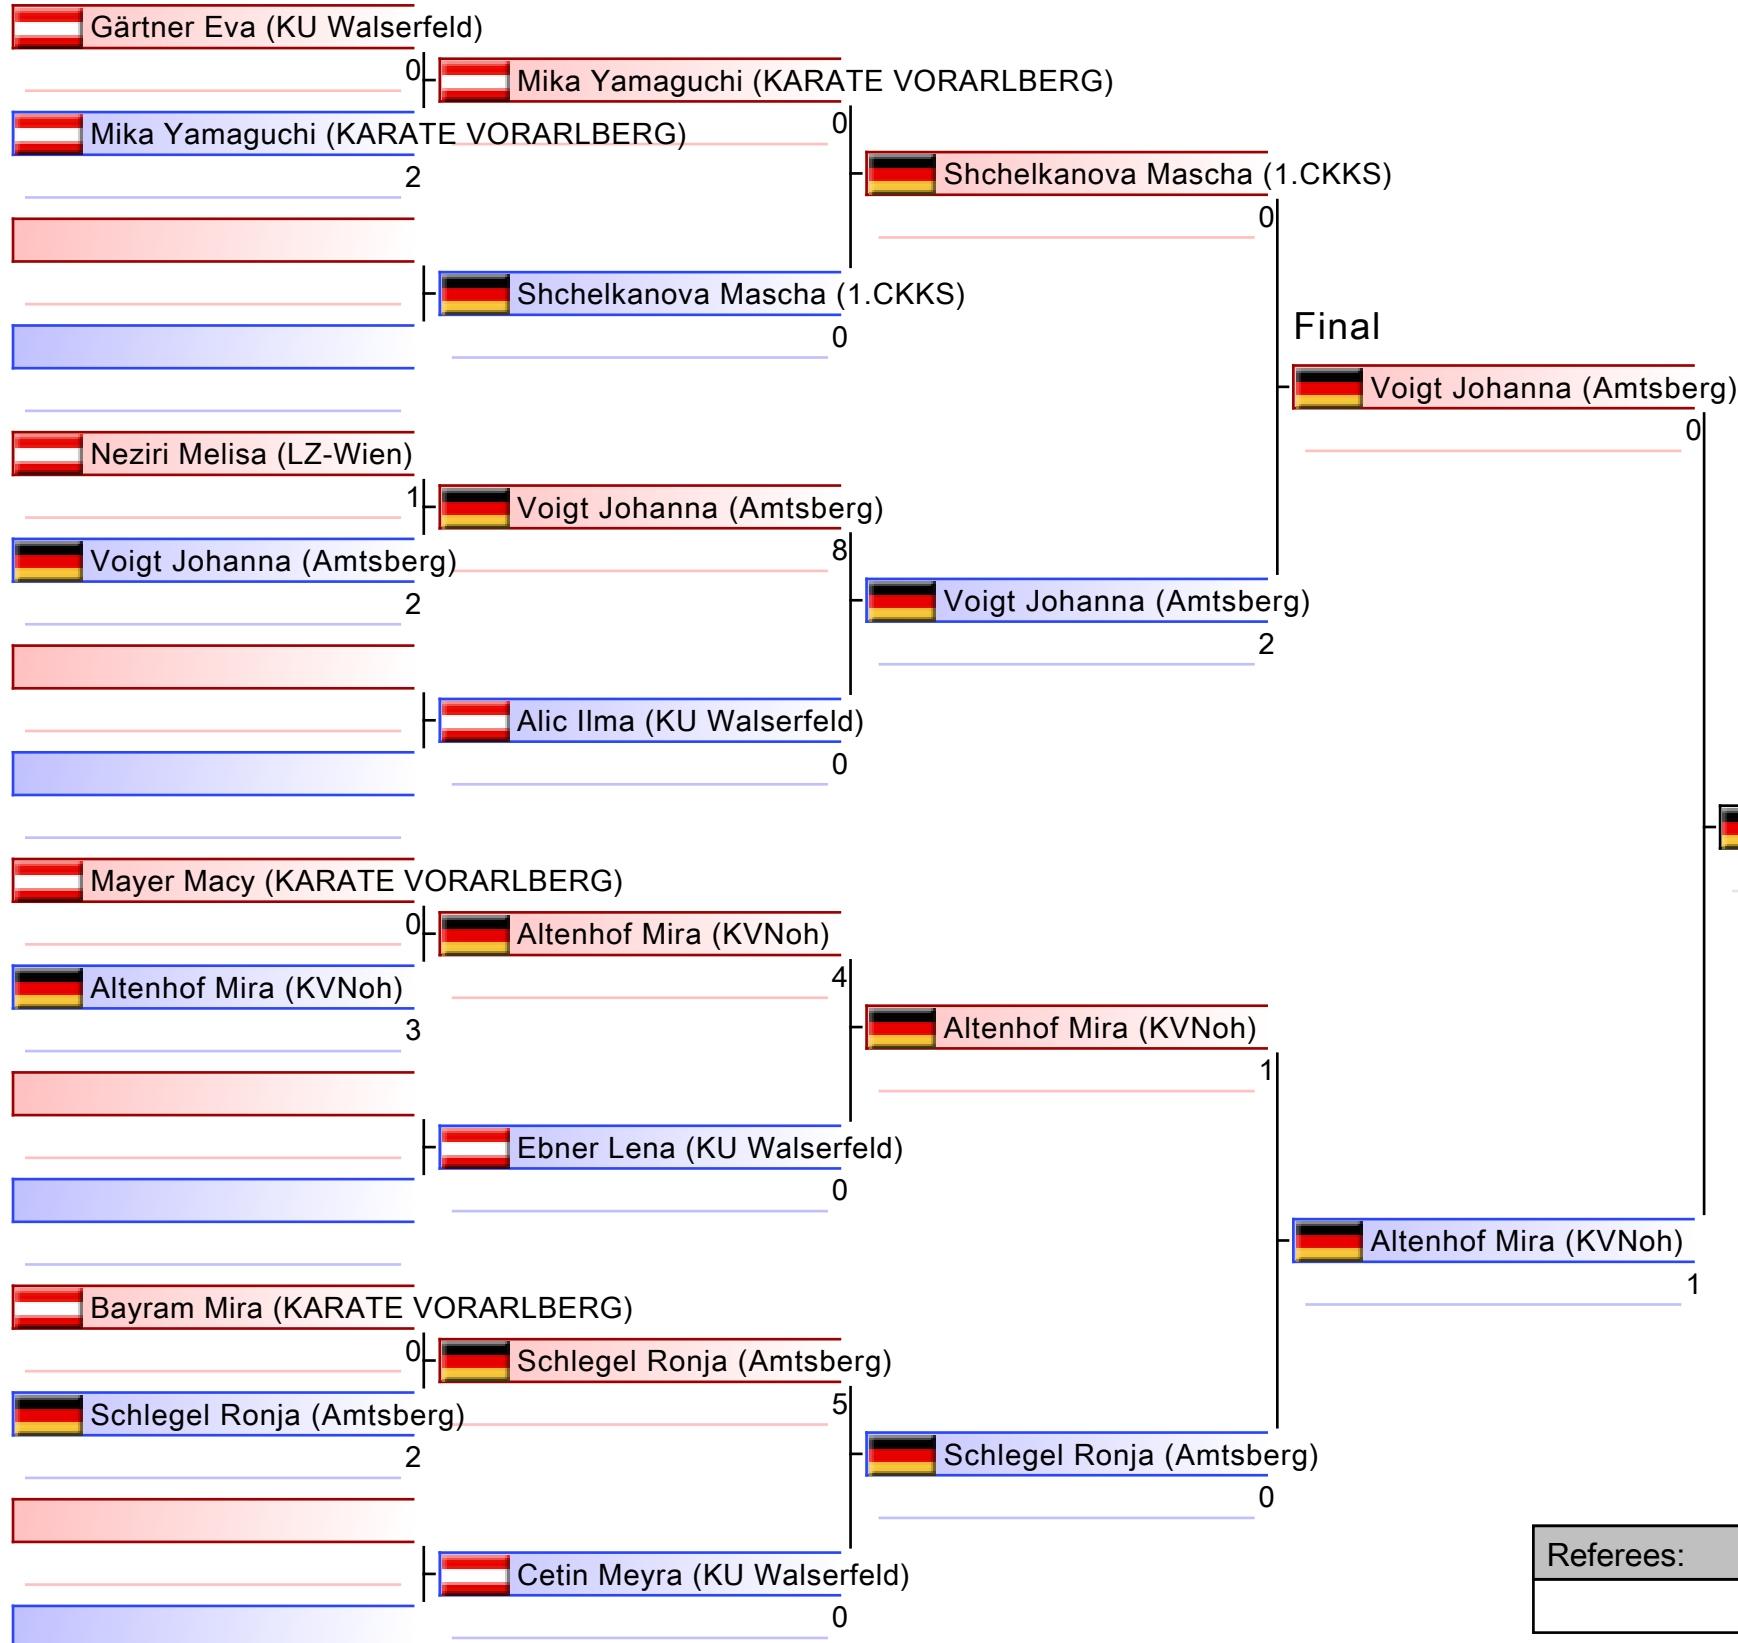 Gärtner Eva (KU Walserfeld)
0
Mika Yamaguchi (KARATE VORARLBERG)
2
Neziri Melisa (LZ-Wien)
1
Voigt Johanna (Amtsberg)
2
Mayer Macy (KARATE VORARLBERG)
0
Altenhof Mira (KVNoh)
3
Bayram Mira (KARATE VORARLBERG)
0
Schlegel Ronja (Amtsberg)
2
Mika Yamaguchi (KARATE VORARLBERG)
0
Shchelkanova Mascha (1.CKKS)
0
Voigt Johanna (Amtsberg)
8
Alic Ilma (KU Walserfeld)
0
Altenhof Mira (KVNoh)
4
Ebner Lena (KU Walserfeld)
0
Schlegel Ronja (Amtsberg)
5
Cetin Meyra (KU Walserfeld)
0
Shchelkanova Mascha (1.CKKS)
0
Voigt Johanna (Amtsberg)
2
Altenhof Mira (KVNoh)
1
Schlegel Ronja (Amtsberg)
0
Final
Voigt Johanna (Amtsberg)
0
Altenhof Mira (KVNoh)
1
Referees: